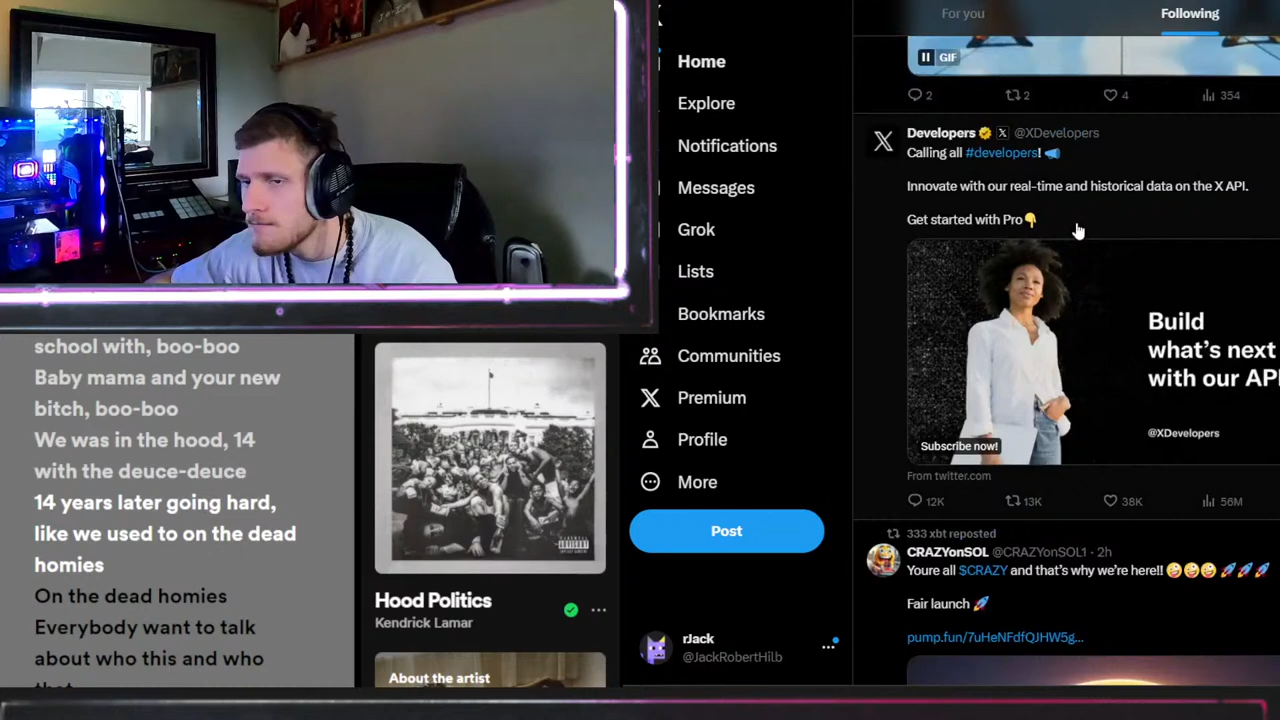 For you
Following
GIF
2
2
4
354
Developers @XDevelopers
Calling all #developers! 📣
Innovate with our real-time and historical data on the X API.
Get started with Pro👇
Build
what's next
with our API
@XDevelopers
Subscribe now!
From twitter.com
12K
13K
38K
56M
333 xbt reposted
CRAZYonSOL @CRAZYonSOL1 · 2h
Youre all $CRAZY and that's why we're here!! 🤪🤪🤪 🚀🚀🚀
Fair launch 🚀
pump.fun/7uHeNFdfQJHW5g...
Home
Explore
Notifications
Messages
Grok
Lists
Bookmarks
Communities
Premium
Profile
More
Post
rJack
@JackRobertHilb
school with, boo-boo
Baby mama and your new
bitch, boo-boo
We was in the hood, 14
with the deuce-deuce
14 years later going hard,
like we used to on the dead
homies
On the dead homies
Everybody want to talk
about who this and who
that
Hood Politics
Kendrick Lamar
About the artist